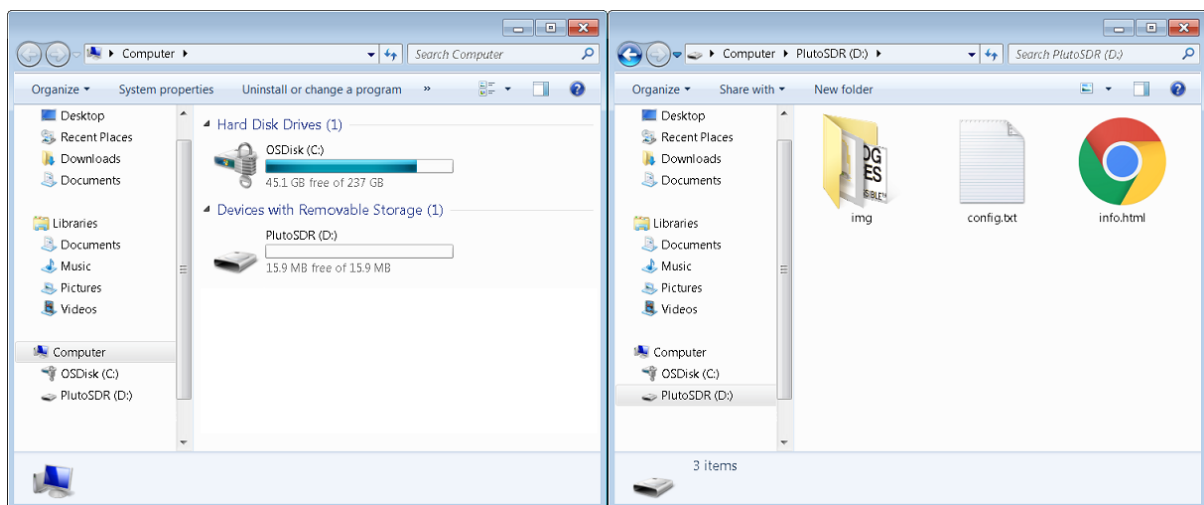 Computer
Search Computer
Organize
System properties
Uninstall or change a program
»
Desktop
Recent Places
Downloads
Documents
Libraries
Documents
Music
Pictures
Videos
Computer
OSDisk (C:)
PlutoSDR (D:)
Hard Disk Drives (1)
OSDisk (C:)
45.1 GB free of 237 GB
Devices with Removable Storage (1)
PlutoSDR (D:)
15.9 MB free of 15.9 MB
Computer PlutoSDR (D:)
Search PlutoSDR (D:)
Organize
Share with
New folder
Desktop
Recent Places
Downloads
Documents
Libraries
Documents
Music
Pictures
Videos
Computer
OSDisk (C:)
PlutoSDR (D:)
img
config.txt
info.html
3 items